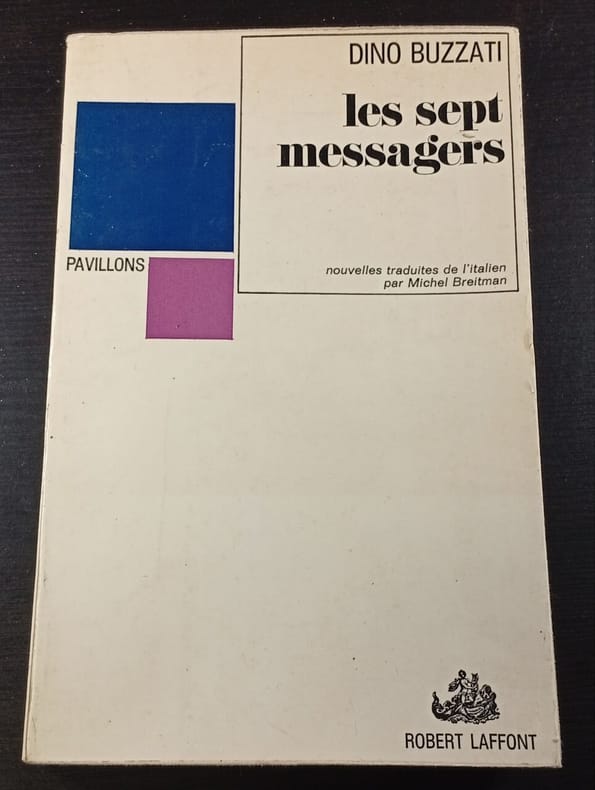 DINO BUZZATI
les sept
messagers
nouvelles traduites de l'italien
par Michel Breitman
PAVILLONS
ROBERT LAFFONT